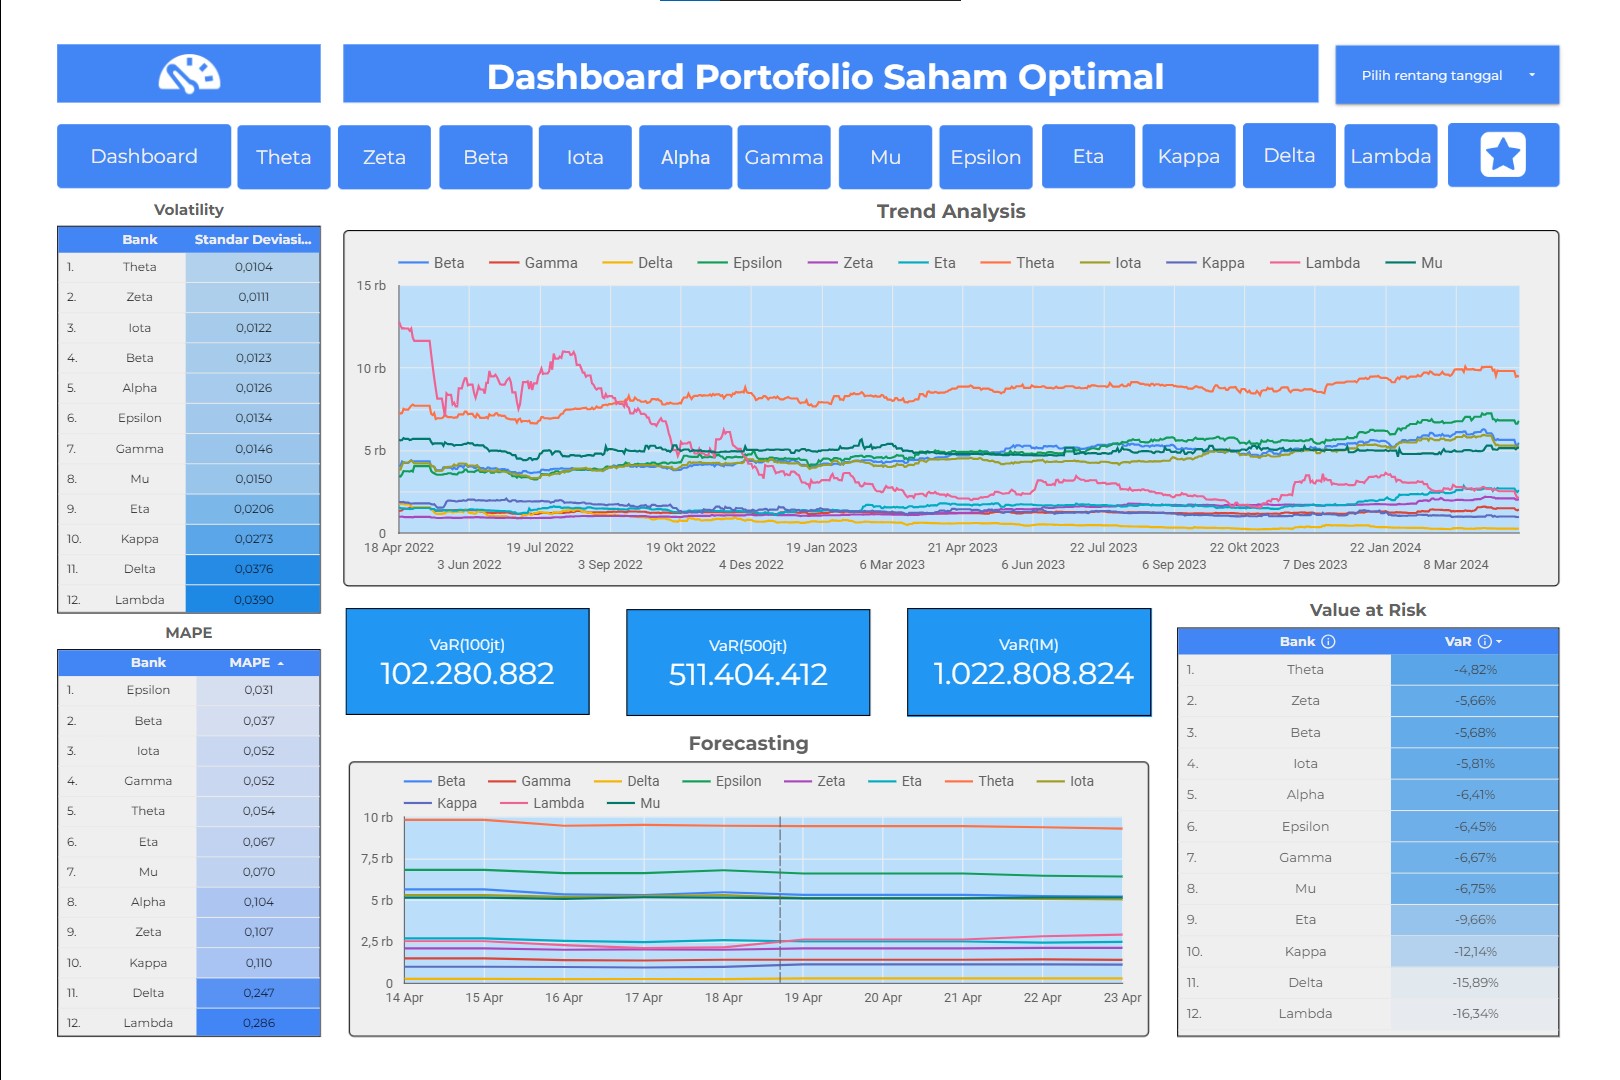 Dashboard Portofolio Saham Optimal
Pilih rentang tanggal
Dashboard
Theta
Zeta
Beta
Iota
Alpha
Gamma
Mu
Epsilon
Eta
Kappa
Delta
Lambda
Volatility
Bank Standar Deviasi...
1. Theta 0,0104
2. Zeta 0,0111
3. Iota 0,0122
4. Beta 0,0123
5. Alpha 0,0126
6. Epsilon 0,0134
7. Gamma 0,0146
8. Mu 0,0150
9. Eta 0,0206
10. Kappa 0,0273
11. Delta 0,0376
12. Lambda 0,0390
MAPE
Bank MAPE
1. Epsilon 0,031
2. Beta 0,037
3. Iota 0,052
4. Gamma 0,052
5. Theta 0,054
6. Eta 0,067
7. Mu 0,070
8. Alpha 0,104
9. Zeta 0,107
10. Kappa 0,110
11. Delta 0,247
12. Lambda 0,286
Trend Analysis
Beta Gamma Delta Epsilon Zeta Eta Theta Iota Kappa Lambda Mu
15 rb
10 rb
5 rb
0
18 Apr 2022 19 Jul 2022 19 Okt 2022 19 Jan 2023 21 Apr 2023 22 Jul 2023 22 Okt 2023 22 Jan 2024
3 Jun 2022 3 Sep 2022 4 Des 2022 6 Mar 2023 6 Jun 2023 6 Sep 2023 7 Des 2023 8 Mar 2024
VaR(100jt)
102.280.882
VaR(500jt)
511.404.412
VaR(1M)
1.022.808.824
Forecasting
Beta Gamma Delta Epsilon Zeta Eta Theta Iota
Kappa Lambda Mu
10 rb
7,5 rb
5 rb
2,5 rb
0
14 Apr 15 Apr 16 Apr 17 Apr 18 Apr 19 Apr 20 Apr 21 Apr 22 Apr 23 Apr
Value at Risk
Bank VaR
1. Theta -4,82%
2. Zeta -5,66%
3. Beta -5,68%
4. Iota -5,81%
5. Alpha -6,41%
6. Epsilon -6,45%
7. Gamma -6,67%
8. Mu -6,75%
9. Eta -9,66%
10. Kappa -12,14%
11. Delta -15,89%
12. Lambda -16,34%